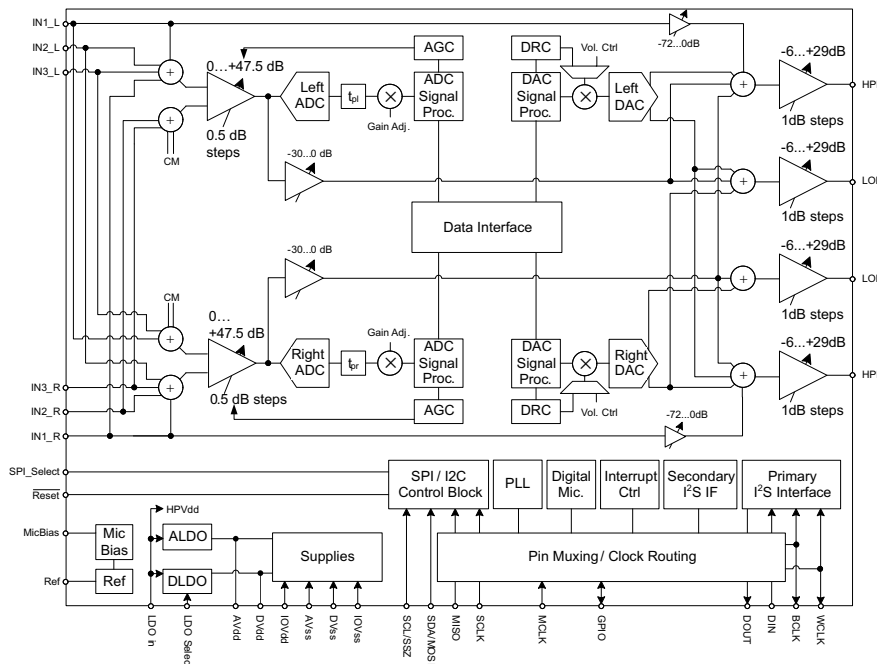 IN1_L
IN2_L
IN3_L
0…+47.5 dB
0.5 dB
steps
CM
AGC
Left
ADC
tpl
Gain Adj.
ADC
Signal
Proc.
DRC
Vol. Ctrl
DAC
Signal
Proc.
Left
DAC
-72...0dB
-6...+29dB
1dB steps
HP
-30...0 dB
-6...+29dB
1dB steps
Data Interface
-30...0 dB
-6...+29dB
1dB steps
CM
0…
+47.5 dB
0.5 dB steps
Right
ADC
tpr
Gain Adj.
ADC
Signal
Proc.
AGC
DAC
Signal
Proc.
DRC
Vol. Ctrl
Right
DAC
-72...0dB
-6...+29dB
1dB steps
HP
IN3_R
IN2_R
IN1_R
SPI_Select
Reset
MicBias
Ref
HPVdd
Mic
Bias
Ref
ALDO
DLDO
Supplies
SPI / I2C
Control Block
PLL
Digital
Mic.
Interrupt
Ctrl
Secondary
I²S IF
Primary
I²S Interface
Pin Muxing / Clock Routing
LDO in
LDO Select
AVdd
DVdd
IOVdd
AVss
DVss
IOVss
SCL/SSZ
SDA/MOS
MISO
SCLK
MCLK
GPIO
DOUT
DIN
BCLK
WCLK